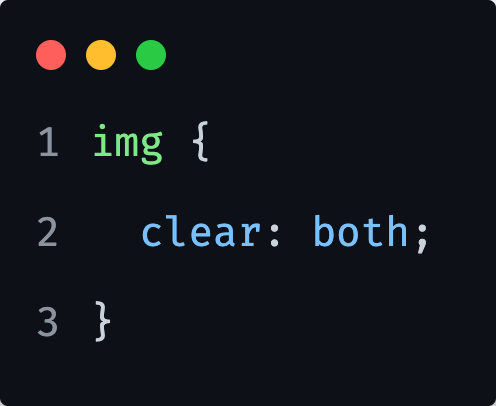 1 img {
2   clear: both;
3 }